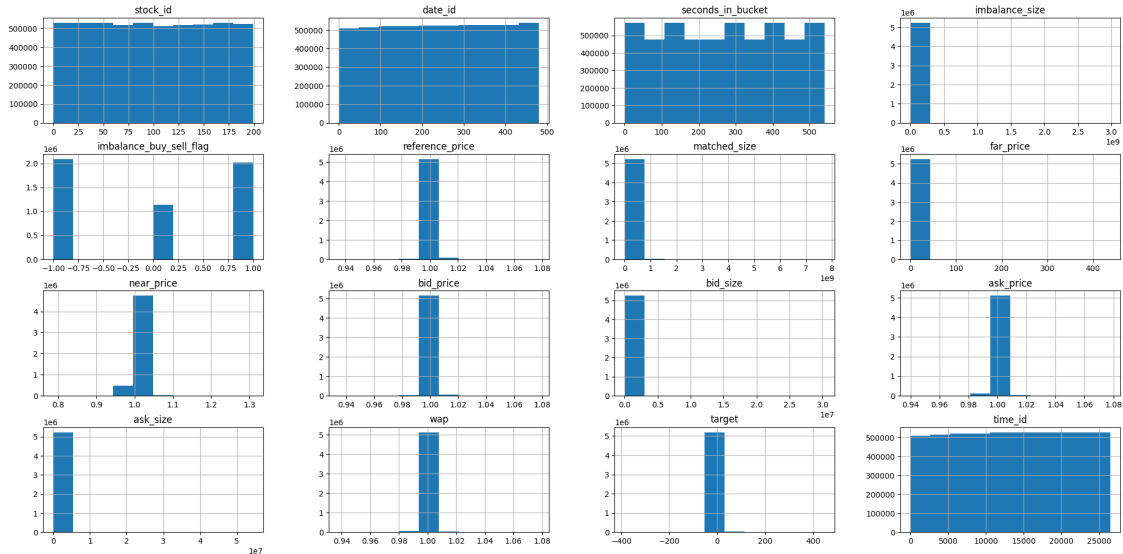 stock_id
500000
400000
300000
200000
100000
0
0 25 50 75 100 125 150 175 200
date_id
500000
400000
300000
200000
100000
0
0 100 200 300 400 500
seconds_in_bucket
600000
500000
400000
300000
200000
100000
0
0 100 200 300 400 500
imbalance_size
1e6
5
4
3
2
1
0
0.0 0.5 1.0 1.5 2.0 2.5 3.0
1e9
imbalance_buy_sell_flag
1e6
2.0
1.5
1.0
0.5
0.0
−1.00 −0.75 −0.50 −0.25 0.00 0.25 0.50 0.75 1.00
reference_price
1e6
5
4
3
2
1
0
0.94 0.96 0.98 1.00 1.02 1.04 1.06 1.08
matched_size
1e6
5
4
3
2
1
0
0 1 2 3 4 5 6 7 8
1e9
far_price
1e6
5
4
3
2
1
0
0 100 200 300 400
near_price
1e6
4
3
2
1
0
0.8 0.9 1.0 1.1 1.2 1.3
bid_price
1e6
5
4
3
2
1
0
0.94 0.96 0.98 1.00 1.02 1.04 1.06 1.08
bid_size
1e6
5
4
3
2
1
0
0.0 0.5 1.0 1.5 2.0 2.5 3.0
1e7
ask_price
1e6
5
4
3
2
1
0
0.94 0.96 0.98 1.00 1.02 1.04 1.06 1.08
ask_size
1e6
5
4
3
2
1
0
0 1 2 3 4 5
1e7
wap
1e6
5
4
3
2
1
0
0.94 0.96 0.98 1.00 1.02 1.04 1.06 1.08
target
1e6
5
4
3
2
1
0
−400 −200 0 200 400
time_id
500000
400000
300000
200000
100000
0
0 5000 10000 15000 20000 25000